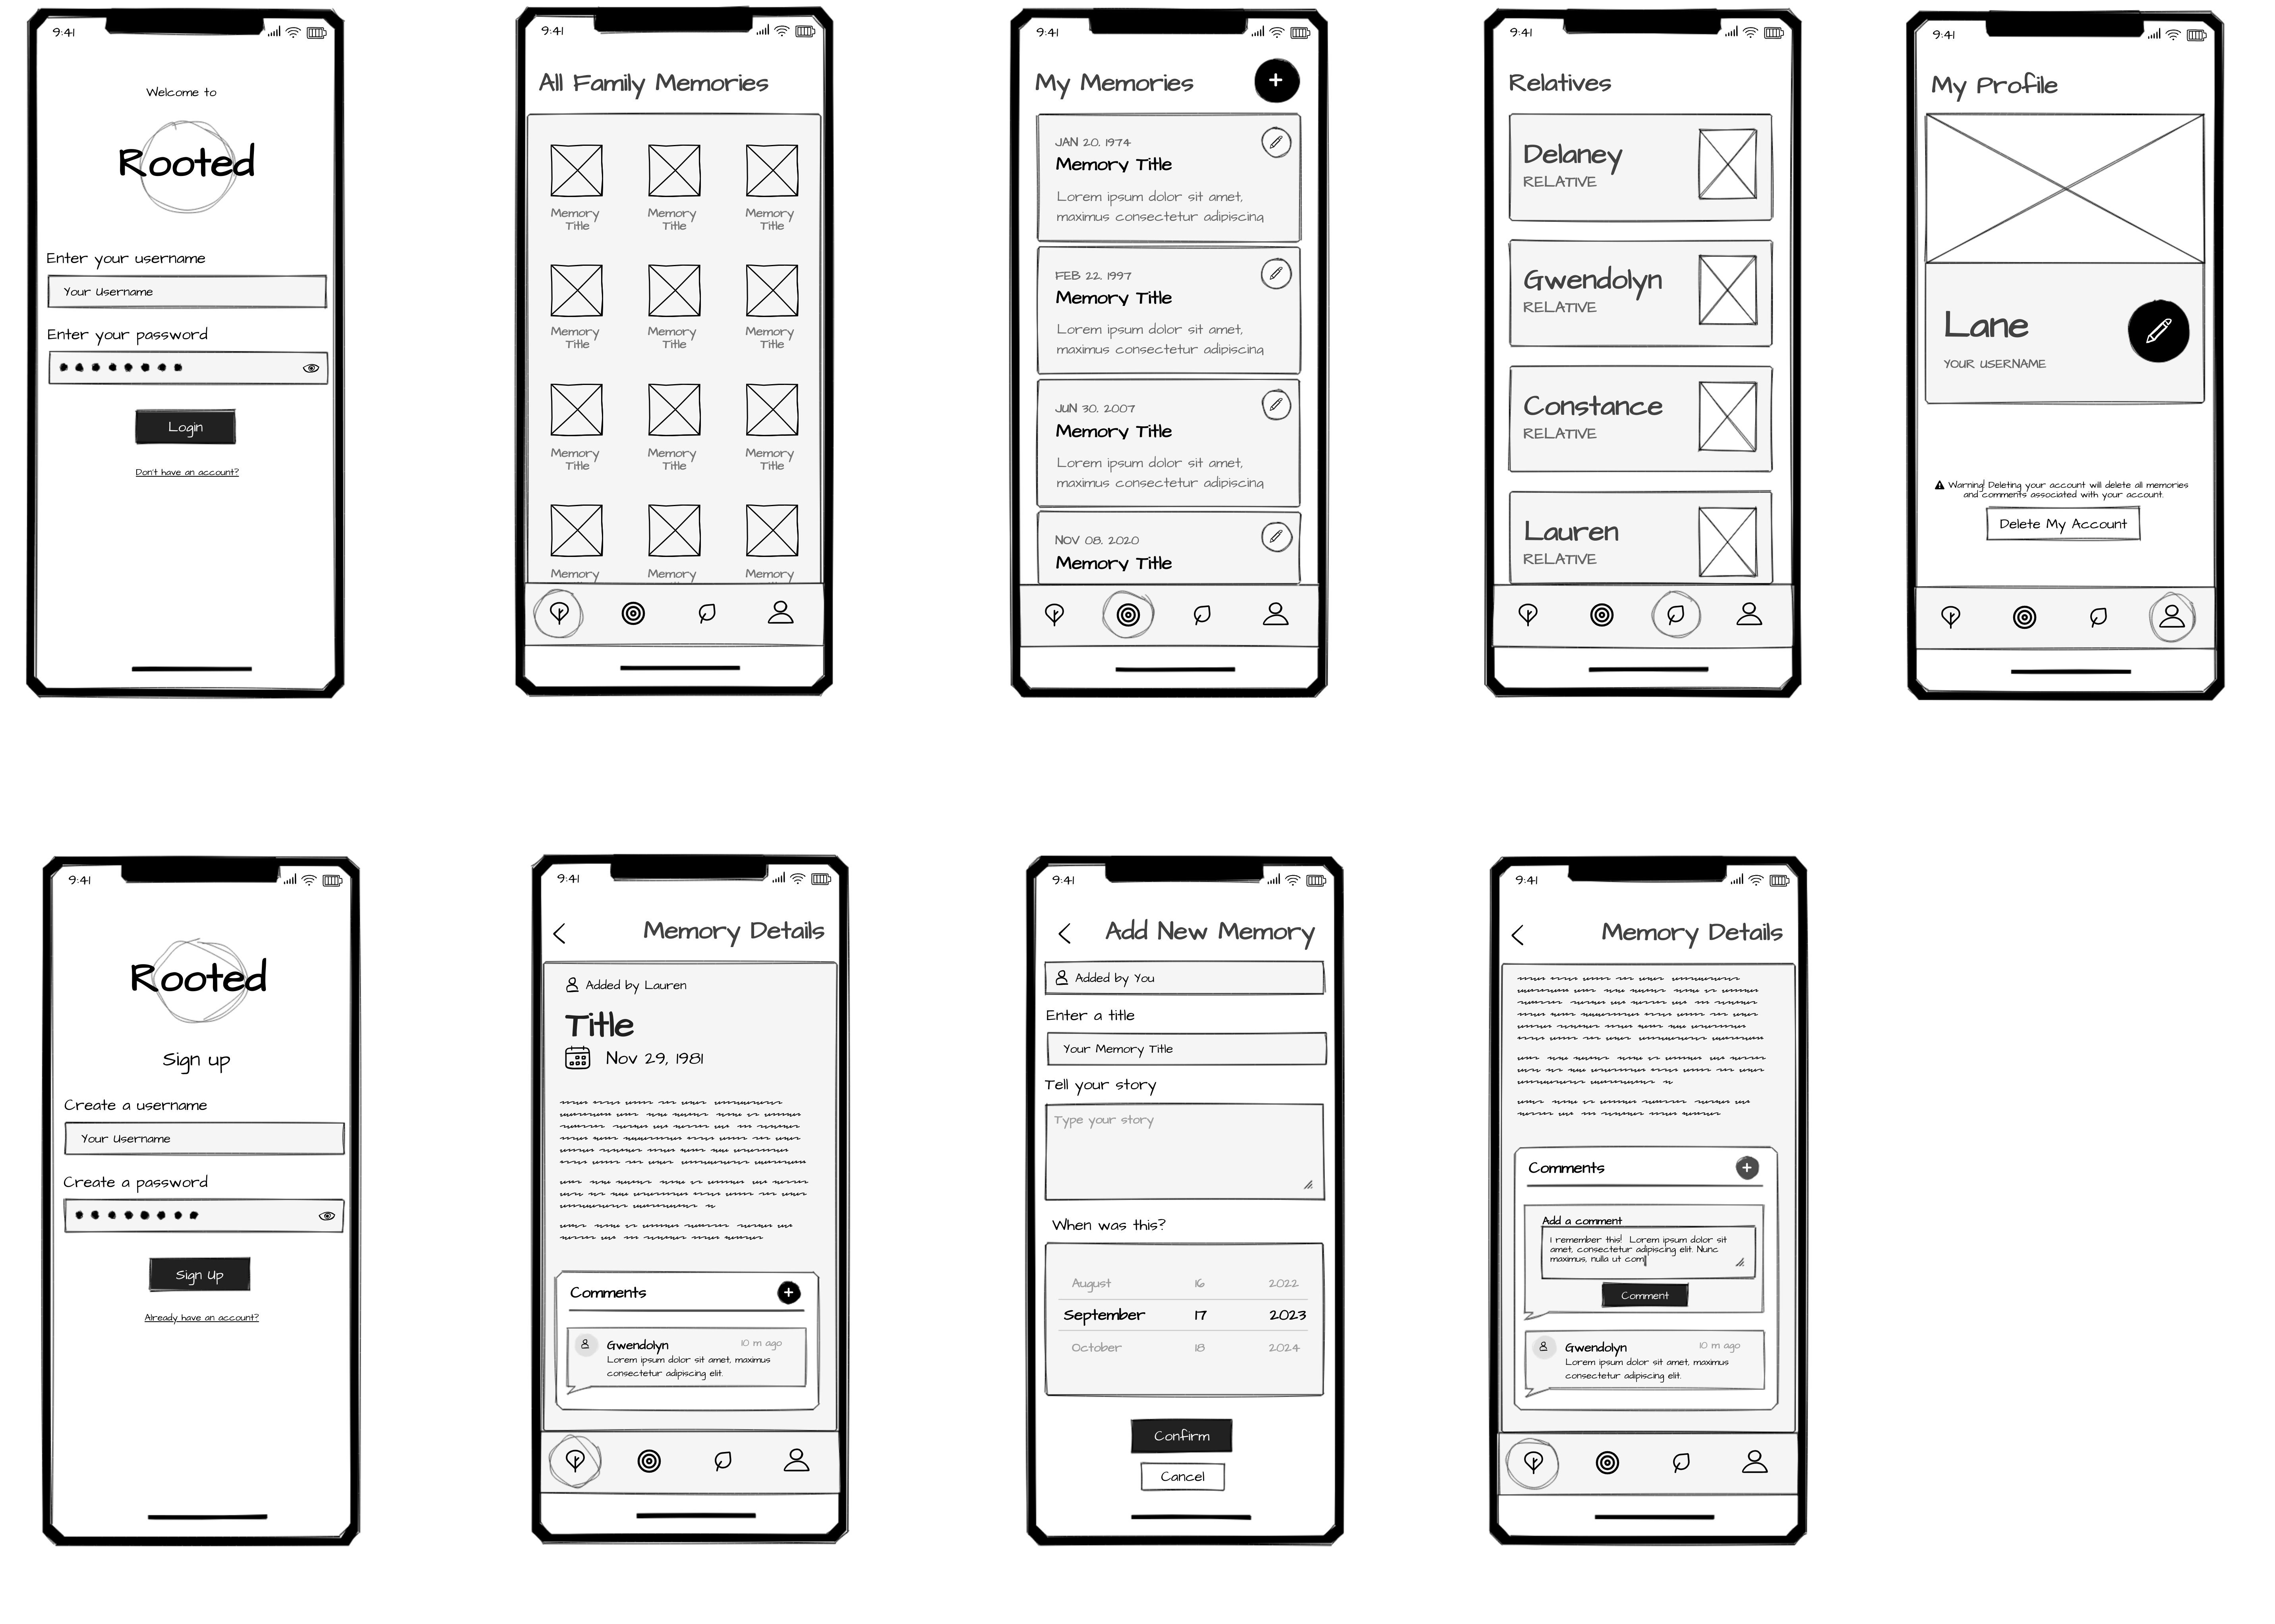 9:41
Welcome to
Rooted
Enter your username
Your Username
Enter your password
Login
Don't have an account?
9:41
All Family Memories
Memory Title
Memory Title
Memory Title
Memory Title
Memory Title
Memory Title
Memory Title
Memory Title
Memory Title
Memory
Memory
Memory
9:41
My Memories
+
JAN 20, 1974
Memory Title
Lorem ipsum dolor sit amet,
maximus consectetur adipiscing
FEB 22, 1997
Memory Title
Lorem ipsum dolor sit amet,
maximus consectetur adipiscing
JUN 30, 2007
Memory Title
Lorem ipsum dolor sit amet,
maximus consectetur adipiscing
NOV 08, 2020
Memory Title
9:41
Relatives
Delaney
RELATIVE
Gwendolyn
RELATIVE
Constance
RELATIVE
Lauren
RELATIVE
9:41
My Profile
Lane
YOUR USERNAME
Warning! Deleting your account will delete all memories
and comments associated with your account.
Delete My Account
9:41
Rooted
Sign up
Create a username
Your Username
Create a password
Sign Up
Already have an account?
9:41
Memory Details
Added by Lauren
Title
Nov 29, 1981
Comments
+
Gwendolyn 10 m ago
Lorem ipsum dolor sit amet, maximus
consectetur adipiscing elit.
9:41
Add New Memory
Added by You
Enter a title
Your Memory Title
Tell your story
Type your story
When was this?
August 16 2022
September 17 2023
October 18 2024
Confirm
Cancel
9:41
Memory Details
Comments
+
Add a comment
I remember this! Lorem ipsum dolor sit
amet, consectetur adipiscing elit. Nunc
maximus, nulla ut com
Comment
Gwendolyn 10 m ago
Lorem ipsum dolor sit amet, maximus
consectetur adipiscing elit.